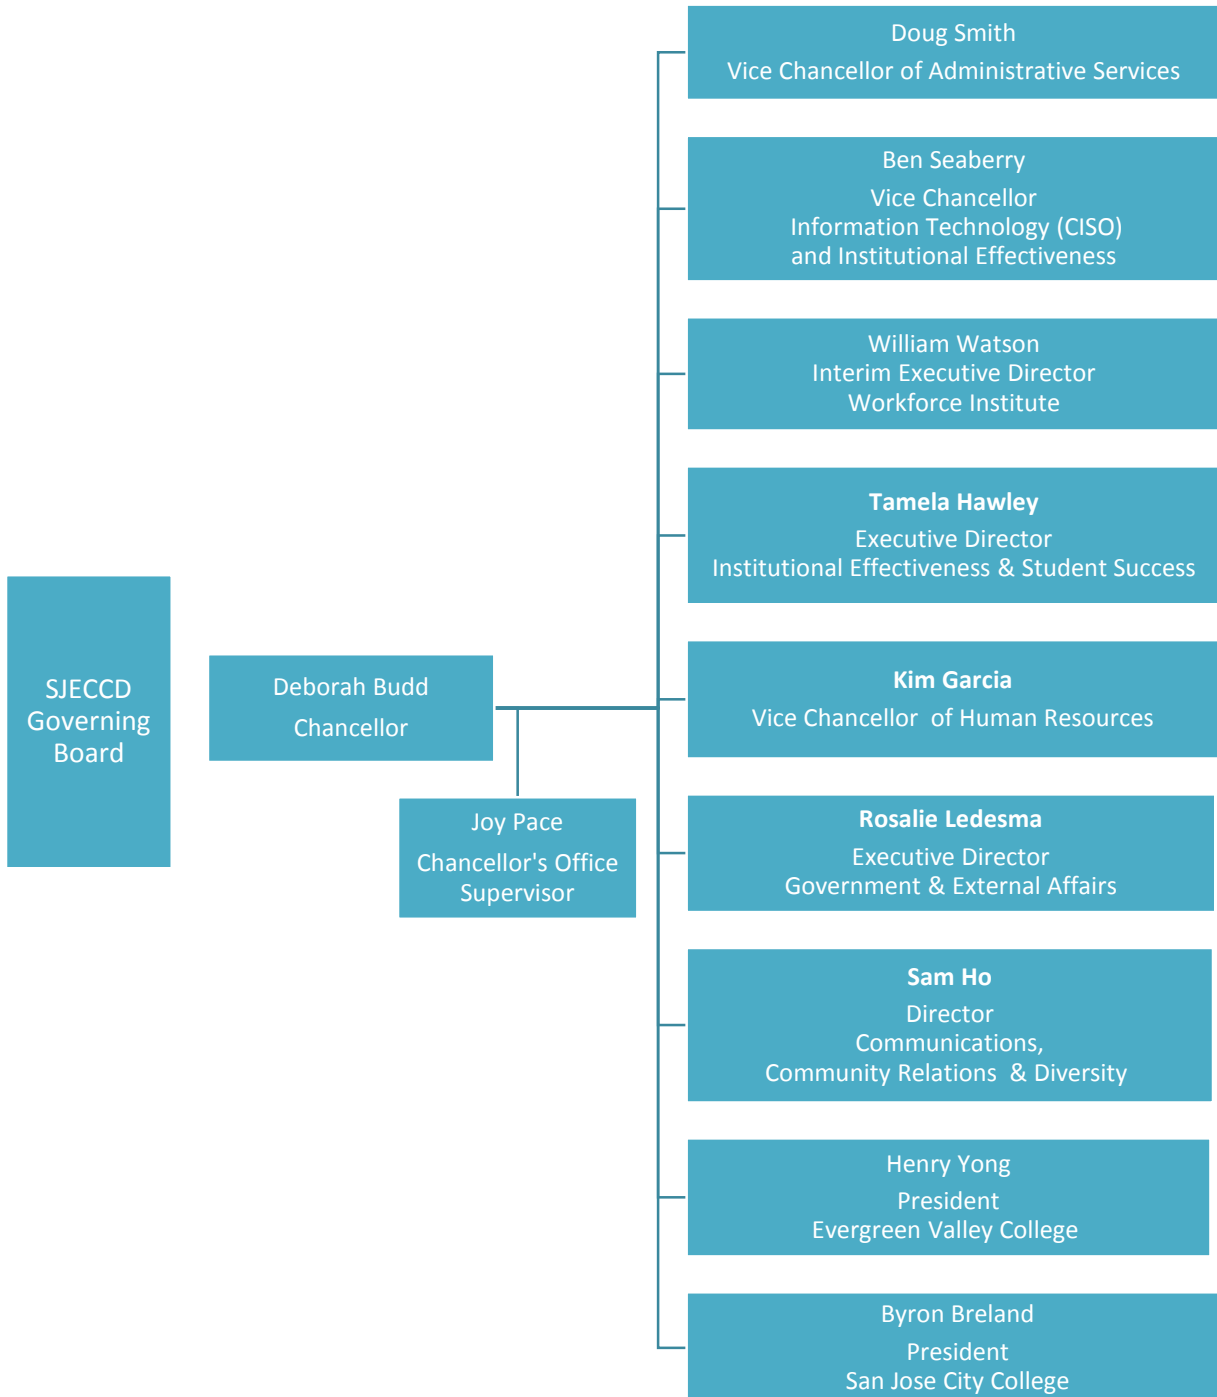 SJECCD
Governing
Board
Deborah Budd
Chancellor
Joy Pace
Chancellor's Office
Supervisor
Doug Smith
Vice Chancellor of Administrative Services
Ben Seaberry
Vice Chancellor
Information Technology (CISO)
and Institutional Effectiveness
William Watson
Interim Executive Director
Workforce Institute
Tamela Hawley
Executive Director
Institutional Effectiveness & Student Success
Kim Garcia
Vice Chancellor  of Human Resources
Rosalie Ledesma
Executive Director
Government & External Affairs
Sam Ho
Director
Communications,
Community Relations  & Diversity
Henry Yong
President
Evergreen Valley College
Byron Breland
President
San Jose City College